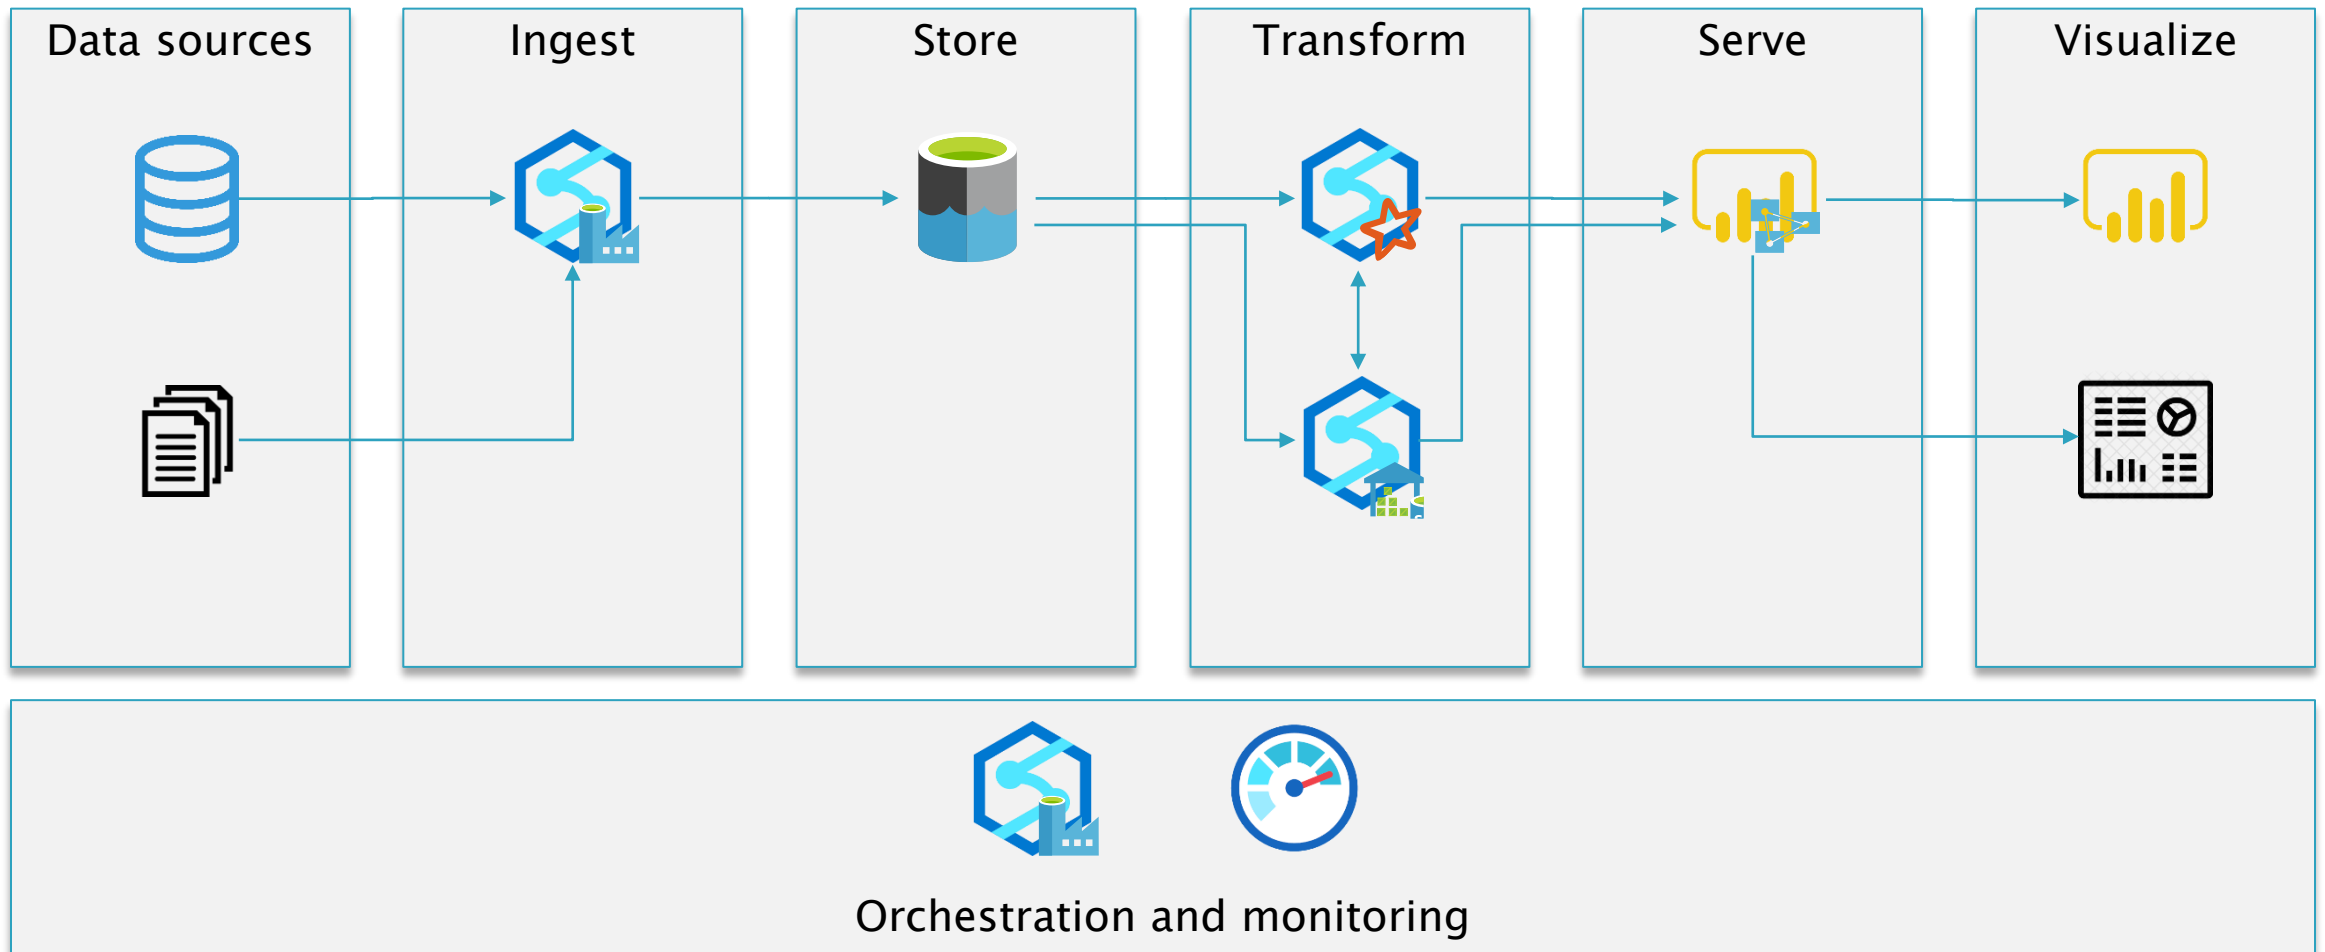 Data sources
Ingest
Store
Transform
Serve
Visualize
Orchestration and monitoring